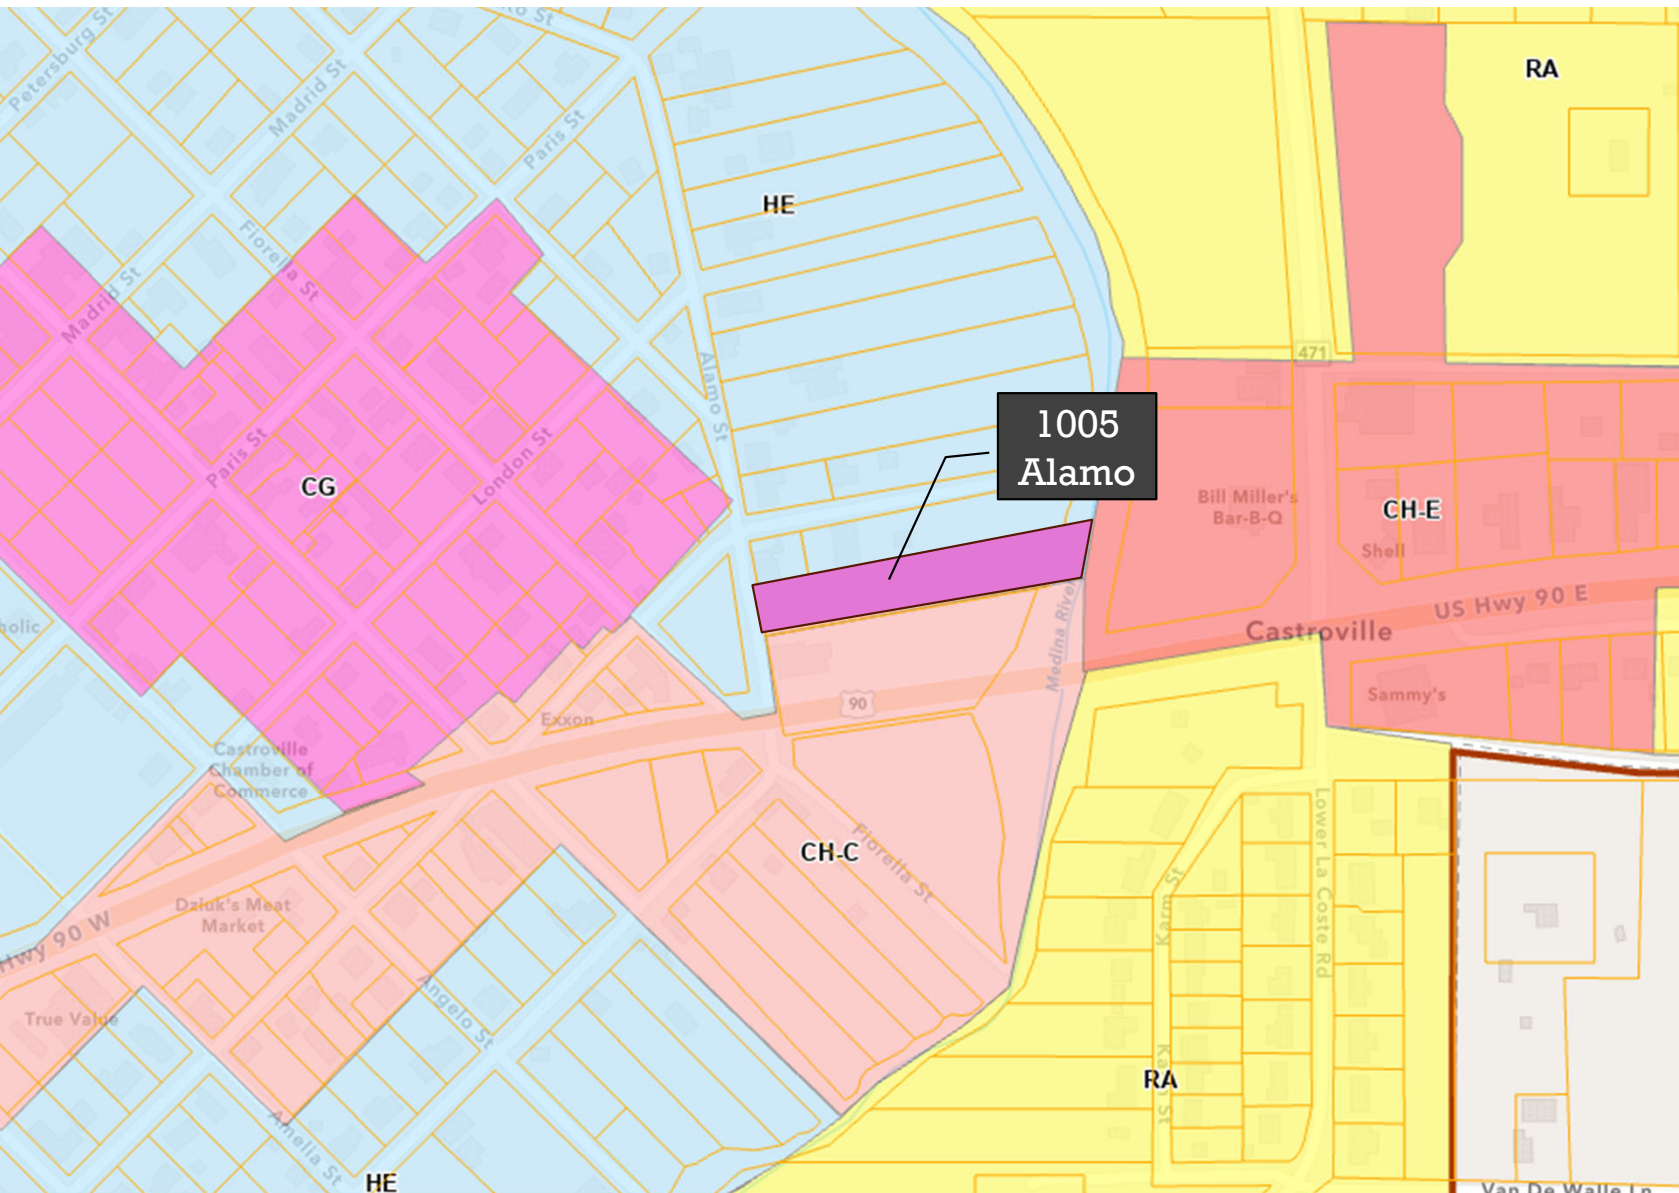 Petersburg St
Madrid St
Paris St
RA
HE
Fiorella St
Madrid St
471
Alamo St
1005
Alamo
Paris St
London St
CG
Bill Miller's
Bar-B-Q
CH-E
Shell
US Hwy 90 E
Castroville
Medina River
holic
Sammy's
90
Exxon
Castroville
Chamber of
Commerce
CH-C
Fiorella St
Lower La Coste Rd
Karm St
Dziuk's Meat
Market
Hwy 90 W
Angelo St
True Value
RA
St
Amelia St
HE
Van De Walle Ln